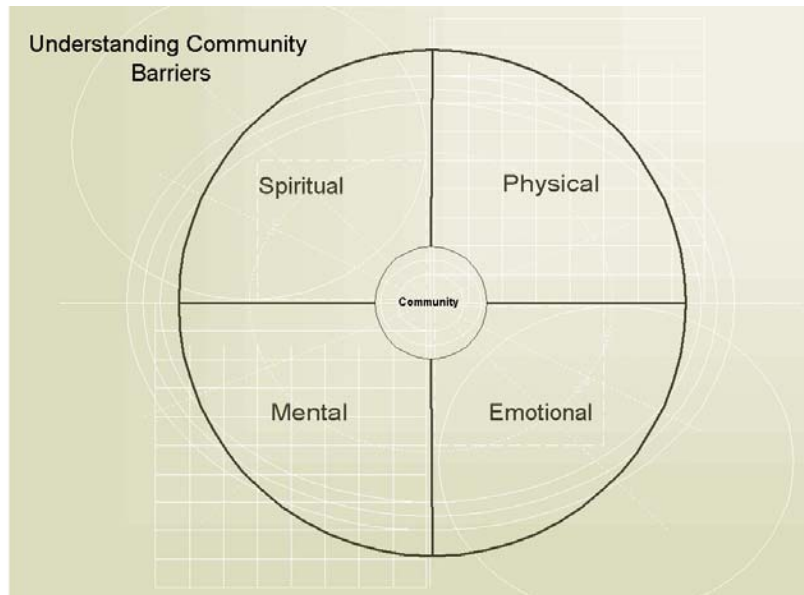 Understanding Community
Barriers
Spiritual
Physical
Community
Mental
Emotional